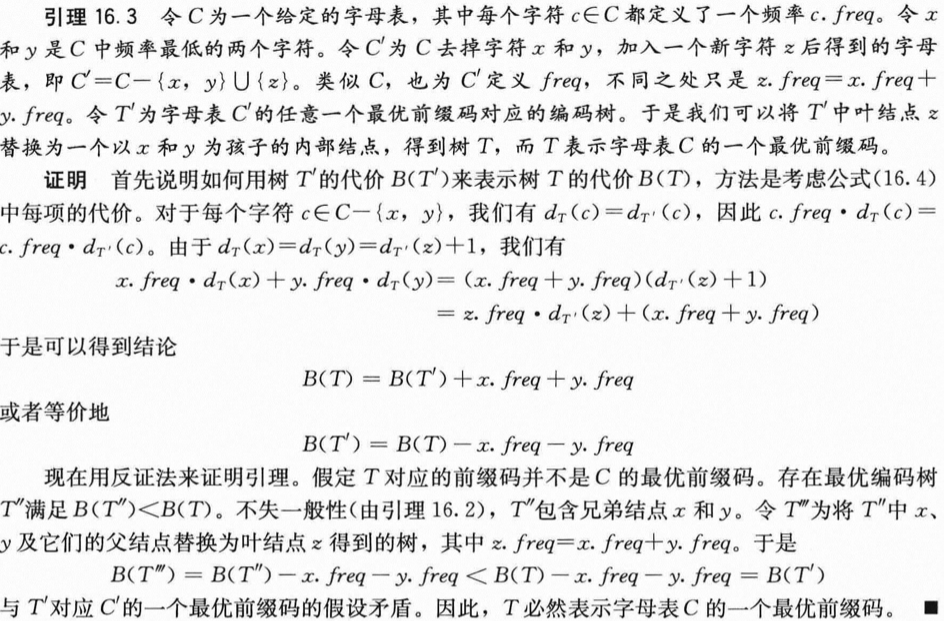 引理 16.3 令 C 为一个给定的字母表，其中每个字符 c∈C 都定义了一个频率 c. freq。令 x
和 y 是 C 中频率最低的两个字符。令 C′为 C 去掉字符 x 和 y，加入一个新字符 z 后得到的字母
表，即 C′=C−{x, y}∪{z}。类似 C，也为 C′定义 freq，不同之处只是 z. freq=x. freq+
y. freq。令 T′为字母表 C′的任意一个最优前缀码对应的编码树。于是我们可以将 T′中叶结点 z
替换为一个以 x 和 y 为孩子的内部结点，得到树 T，而 T 表示字母表 C 的一个最优前缀码。
证明 首先说明如何用树 T′的代价 B(T′)来表示树 T 的代价 B(T)，方法是考虑公式(16.4)
中每项的代价。对于每个字符 c∈C−{x, y}，我们有 d_T(c)=d_T′(c)，因此 c. freq · d_T(c)=
c. freq · d_T′(c)。由于 d_T(x)=d_T(y)=d_T′(z)+1，我们有
x. freq · d_T(x)+y. freq · d_T(y)= (x. freq+y. freq)(d_T′(z)+1)
= z. freq · d_T′(z)+(x. freq+y. freq)
于是可以得到结论
B(T) = B(T′)+x. freq+y. freq
或者等价地
B(T′) = B(T)−x. freq−y. freq
现在用反证法来证明引理。假定 T 对应的前缀码并不是 C 的最优前缀码。存在最优编码树
T″满足 B(T″)<B(T)。不失一般性(由引理 16.2)，T″包含兄弟结点 x 和 y。令 T‴为将 T″中 x、
y 及它们的父结点替换为叶结点 z 得到的树，其中 z. freq=x. freq+y. freq。于是
B(T‴) = B(T″)−x. freq−y. freq < B(T)−x. freq−y. freq = B(T′)
与 T′对应 C′的一个最优前缀码的假设矛盾。因此，T 必然表示字母表 C 的一个最优前缀码。 ■